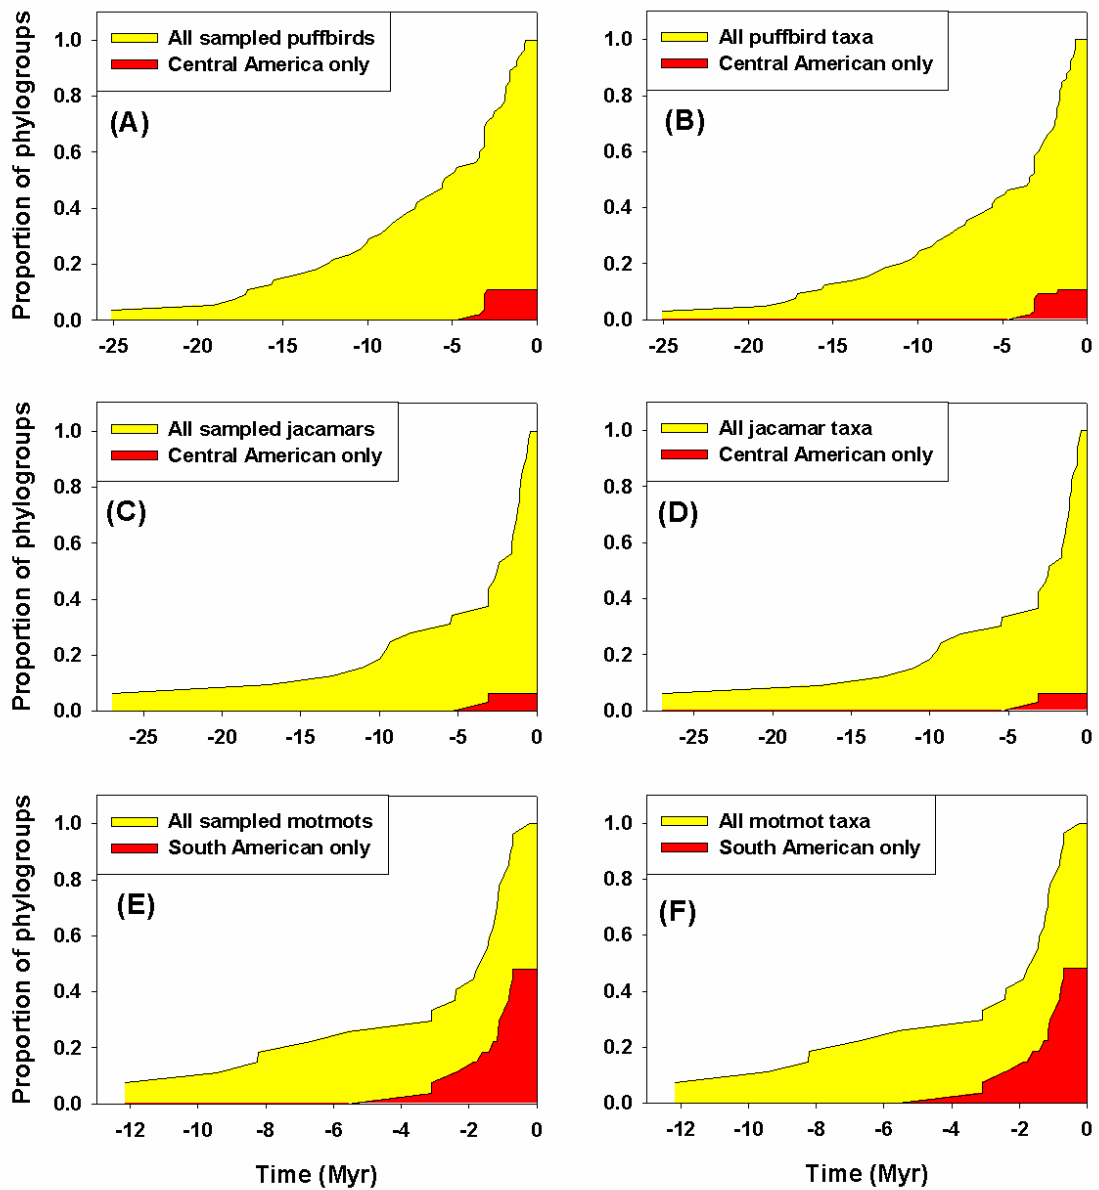 All sampled puffbirds
Central America only
(A)
Proportion of phylogroups
1.0
0.8
0.6
0.4
0.2
0.0
-25 -20 -15 -10 -5 0
All puffbird taxa
Central American only
(B)
1.0
0.8
0.6
0.4
0.2
0.0
-25 -20 -15 -10 -5 0
All sampled jacamars
Central American only
(C)
Proportion of phylogroups
1.0
0.8
0.6
0.4
0.2
0.0
-25 -20 -15 -10 -5 0
All jacamar taxa
Central American only
(D)
1.0
0.8
0.6
0.4
0.2
0.0
-25 -20 -15 -10 -5 0
All sampled motmots
South American only
(E)
Proportion of phylogroups
1.0
0.8
0.6
0.4
0.2
0.0
-12 -10 -8 -6 -4 -2 0
Time (Myr)
All motmot taxa
South American only
(F)
1.0
0.8
0.6
0.4
0.2
0.0
-12 -10 -8 -6 -4 -2 0
Time (Myr)